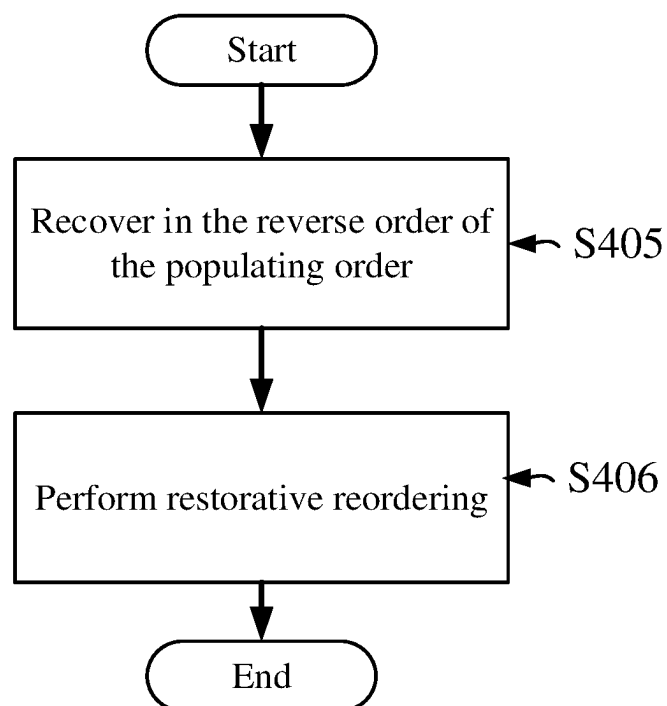 Start
Recover in the reverse order of
the populating order
S405
Perform restorative reordering
S406
End